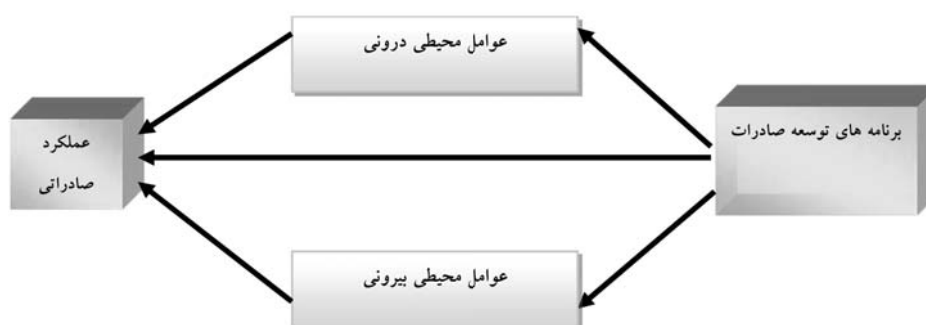 عوامل محیطی درونی
برنامه های توسعه صادرات
عملکرد
صادراتی
عوامل محیطی بیرونی